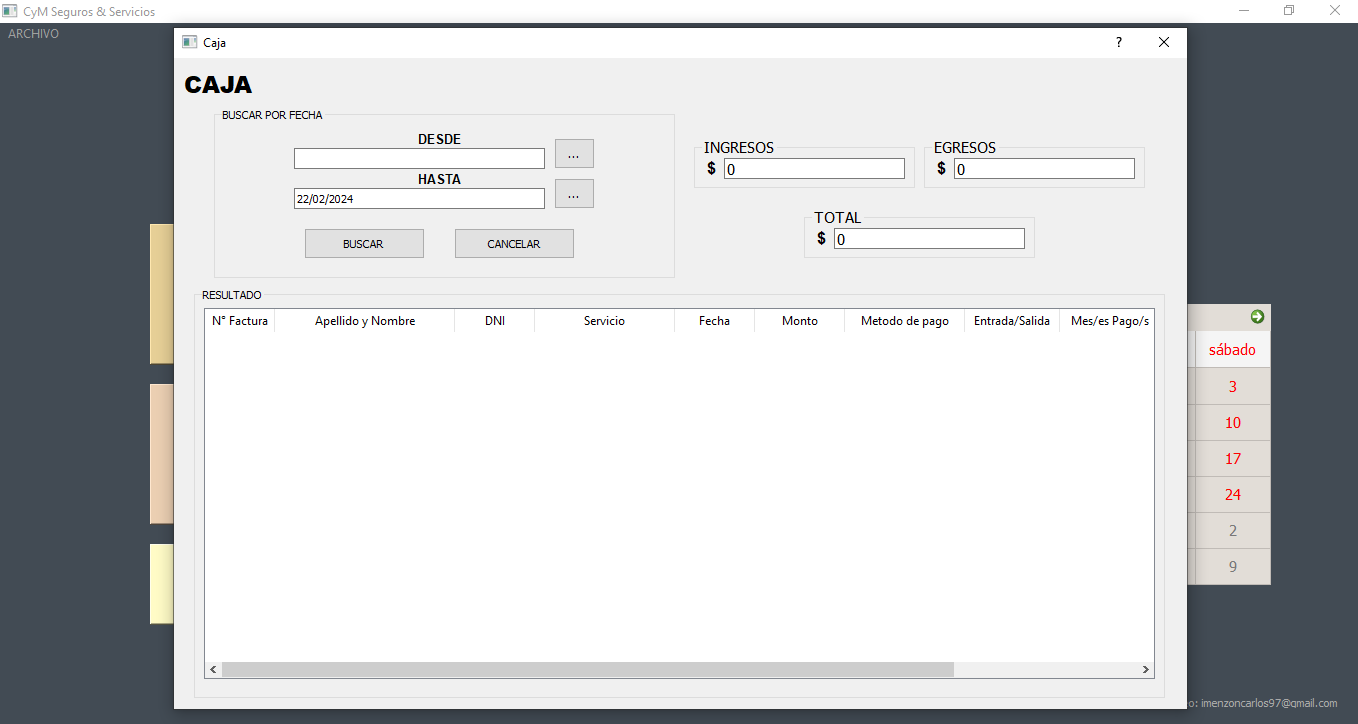 CyM Seguros & Servicios
ARCHIVO
Caja
?
CAJA
BUSCAR POR FECHA
DESDE
...
HASTA
22/02/2024
...
BUSCAR
CANCELAR
INGRESOS
$ 0
EGRESOS
$ 0
TOTAL
$ 0
RESULTADO
N° Factura Apellido y Nombre DNI Servicio Fecha Monto Metodo de pago Entrada/Salida Mes/es Pago/s
sábado
3
10
17
24
2
9
imenzoncarlos97@gmail.com